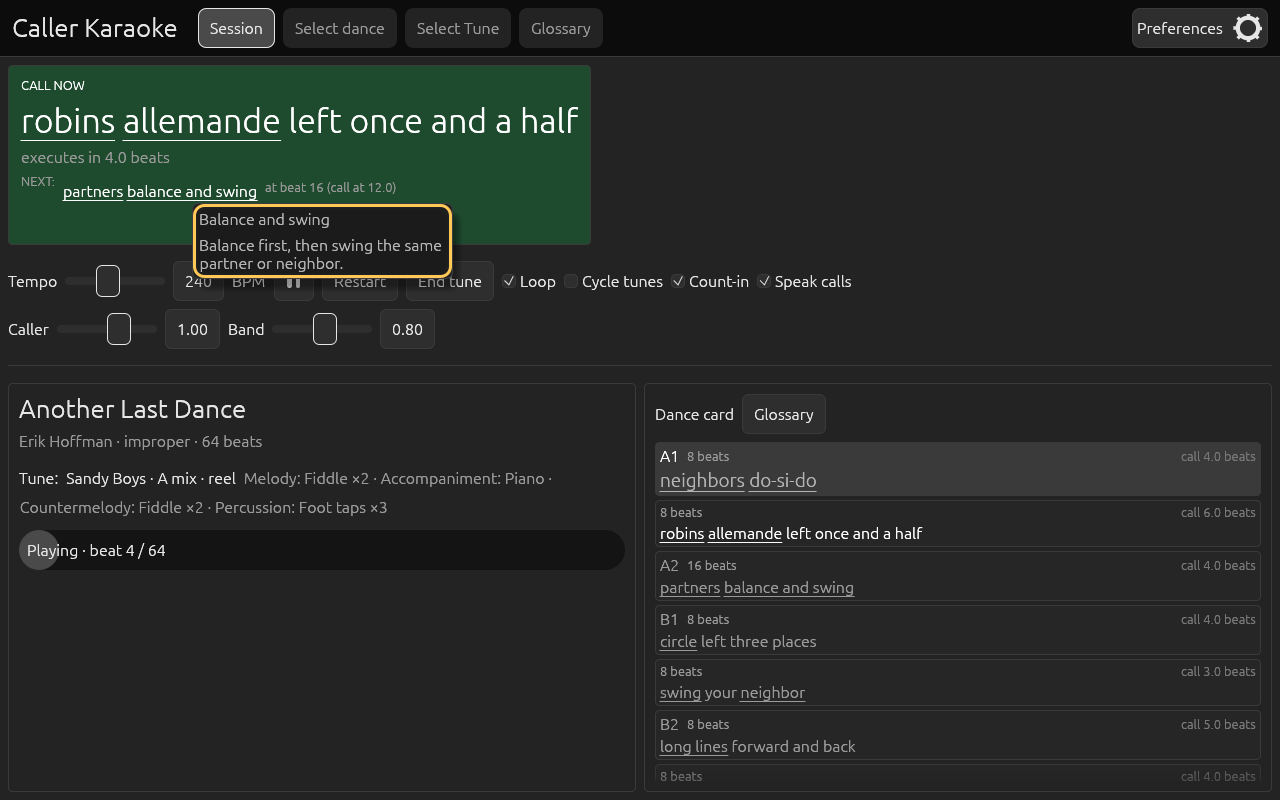 Caller Karaoke Session Select dance Select Tune Glossary Preferences
CALL NOW
robins allemande left once and a half
executes in 4.0 beats
NEXT: partners balance and swing at beat 16 (call at 12.0)
Balance and swing
Balance first, then swing the same
partner or neighbor.
Tempo 240 BPM Restart End tune Loop Cycle tunes Count-in Speak calls
Caller 1.00 Band 0.80
Another Last Dance
Erik Hoffman · improper · 64 beats
Tune: Sandy Boys · A mix · reel Melody: Fiddle ×2 · Accompaniment: Piano ·
Countermelody: Fiddle ×2 · Percussion: Foot taps ×3
Playing · beat 4 / 64
Dance card Glossary
A1 8 beats call 4.0 beats
neighbors do-si-do
8 beats call 6.0 beats
robins allemande left once and a half
A2 16 beats call 4.0 beats
partners balance and swing
B1 8 beats call 4.0 beats
circle left three places
8 beats call 3.0 beats
swing your neighbor
B2 8 beats call 5.0 beats
long lines forward and back
8 beats call 4.0 beats